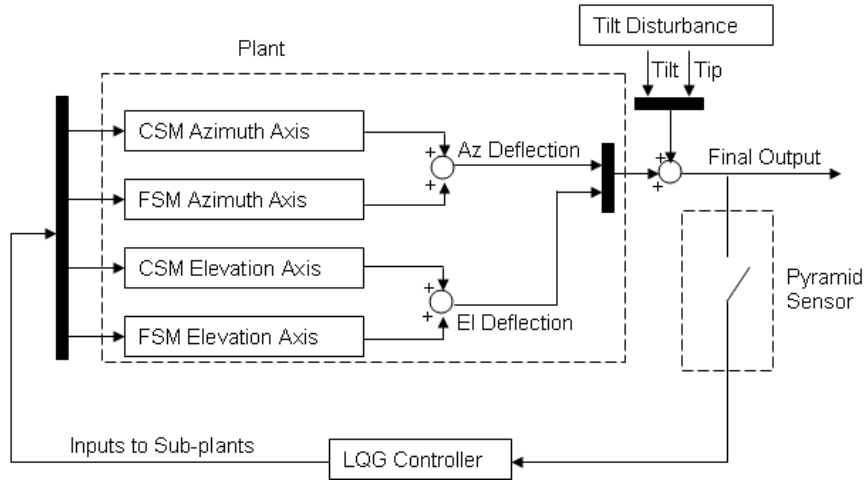 Tilt Disturbance
Plant
Tilt
Tip
CSM Azimuth Axis
+
Az Deflection
+
FSM Azimuth Axis
+
+
Final Output
CSM Elevation Axis
+
+
El Deflection
FSM Elevation Axis
Pyramid
Sensor
Inputs to Sub-plants
LQG Controller